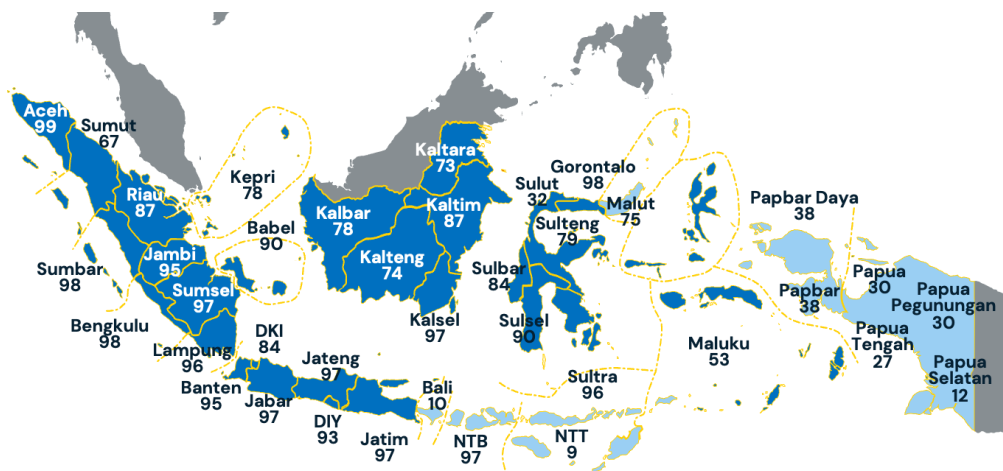 Aceh
99
Sumut
67
Riau
87
Kepri
78
Babel
90
Jambi
95
Sumsel
97
Sumbar
98
Bengkulu
98
Lampung
96
Banten
95
DKI
84
Jabar
97
Jateng
97
DIY
93
Jatim
97
Bali
10
NTB
97
NTT
9
Kalbar
78
Kalteng
74
Kaltara
73
Kaltim
87
Kalsel
97
Sulut
32
Gorontalo
98
Malut
75
Sulteng
79
Sulbar
84
Sulsel
90
Sultra
96
Maluku
53
Papbar Daya
38
Papbar
38
Papua
30
Papua
Pegunungan
30
Papua
Tengah
27
Papua
Selatan
12